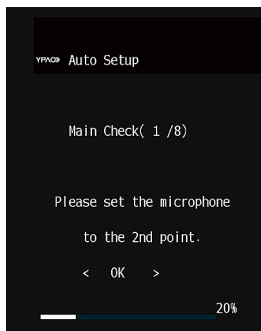 YPAO Auto Setup
Main Check( 1 /8)
Please set the microphone
to the 2nd point.
< OK >
20%